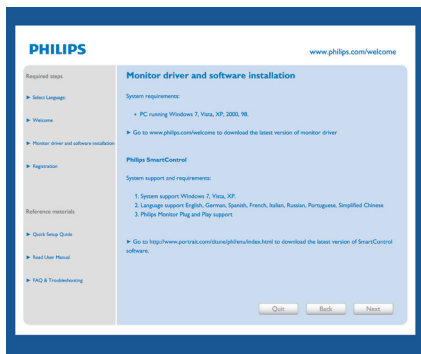 PHILIPS
www.philips.com/welcome
Required steps
► Select Language
► Welcome
► Monitor driver and software installation
► Registration
Reference materials
► Quick Setup Guide
► Read User Manual
► FAQ & Troubleshooting
Monitor driver and software installation
System requirements:
• PC running Windows 7, Vista, XP, 2000, 98.
► Go to www.philips.com/welcome to download the latest version of monitor driver
Philips SmartControl
System support and requirements:
1. System support Windows 7, Vista, XP.
2. Language support English, German, Spanish, French, Italian, Russian, Portuguese, Simplified Chinese
3. Philips Monitor Plug and Play support
► Go to http://www.portrait.com/dtune/phl/enu/index.html to download the latest version of SmartControl
software.
Quit
Back
Next